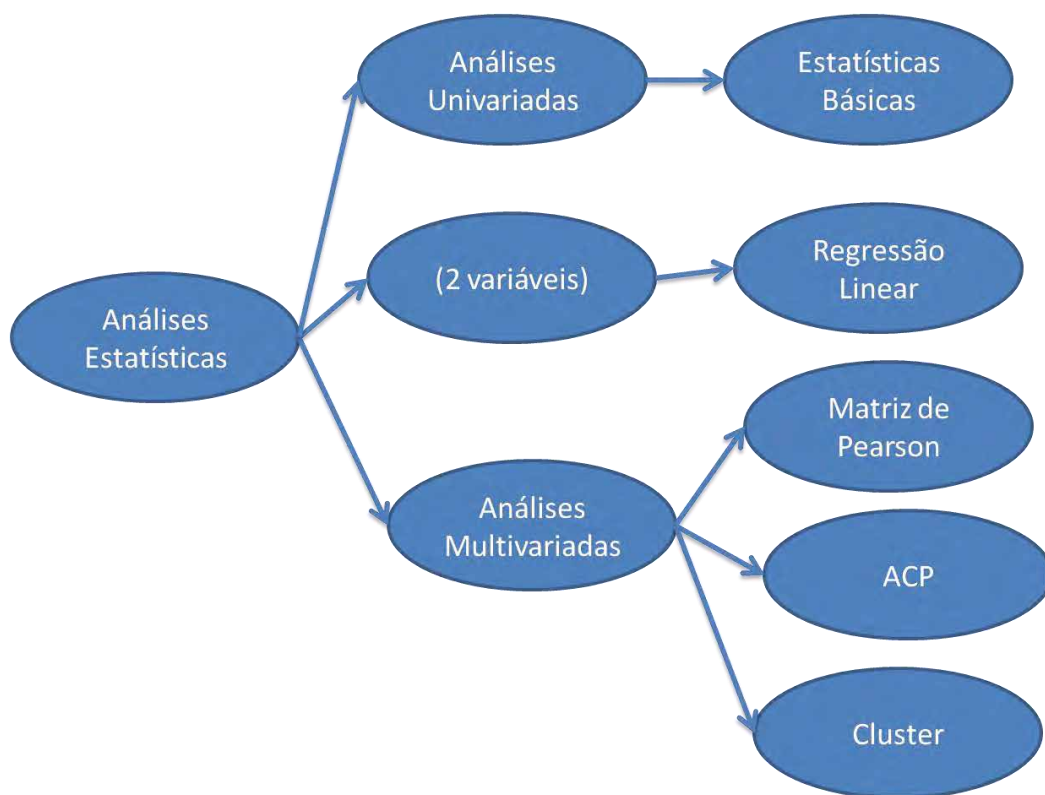 Análises
Estatísticas
Análises
Univariadas
Estatísticas
Básicas
(2 variáveis)
Regressão
Linear
Análises
Multivariadas
Matriz de
Pearson
ACP
Cluster